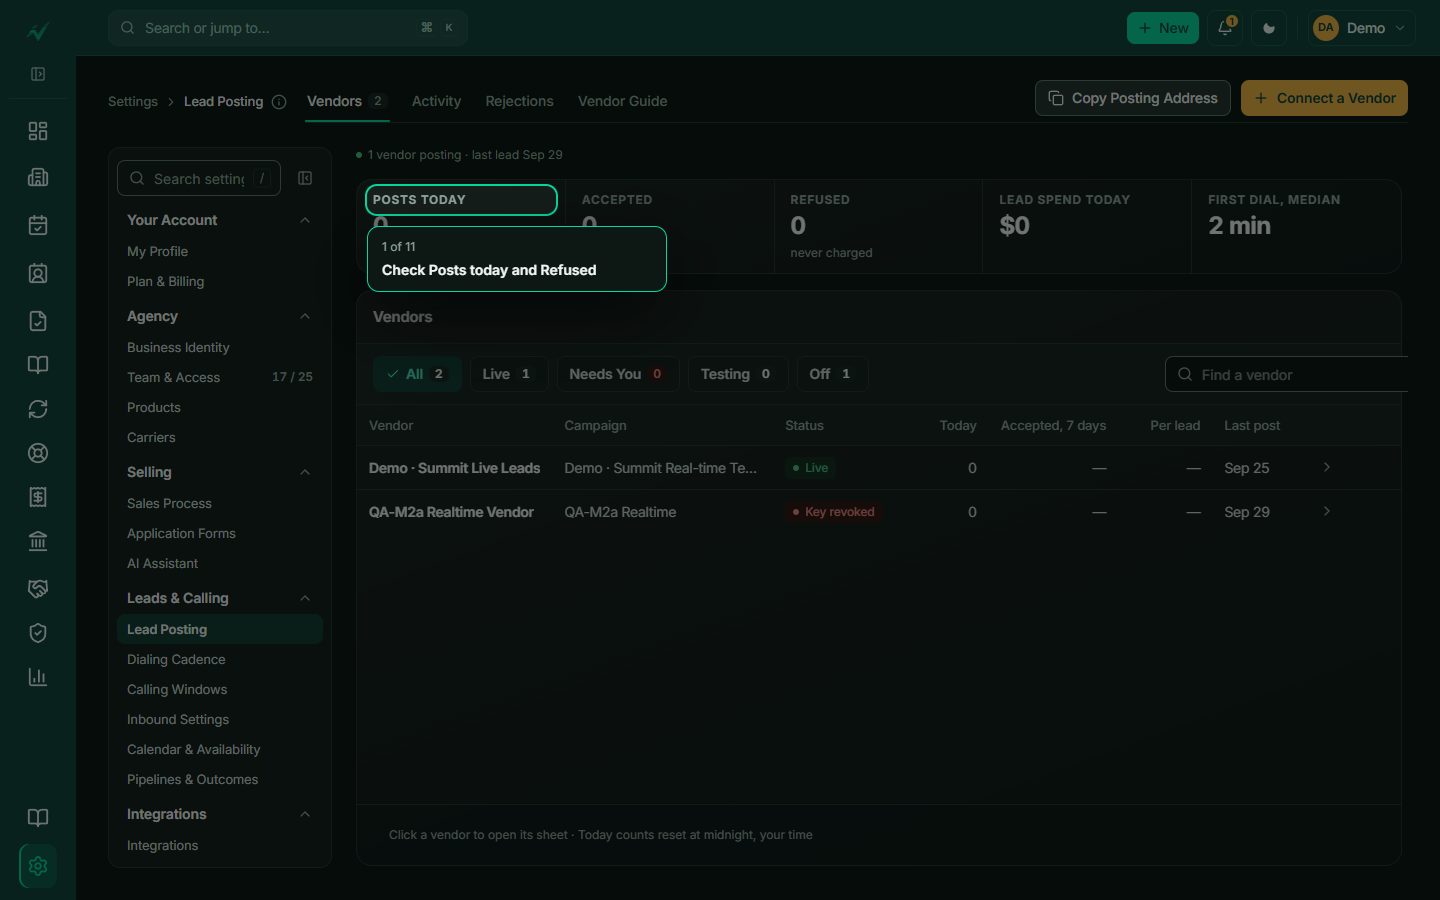 Search or jump to... ⌘ K
+ New
1
DA Demo
Settings > Lead Posting
Vendors 2
Activity
Rejections
Vendor Guide
Copy Posting Address
+ Connect a Vendor
Search setting /
Your Account
My Profile
Plan & Billing
Agency
Business Identity
Team & Access 17 / 25
Products
Carriers
Selling
Sales Process
Application Forms
AI Assistant
Leads & Calling
Lead Posting
Dialing Cadence
Calling Windows
Inbound Settings
Calendar & Availability
Pipelines & Outcomes
Integrations
Integrations
1 vendor posting · last lead Sep 29
POSTS TODAY
0
ACCEPTED
0
REFUSED
0
never charged
LEAD SPEND TODAY
$0
FIRST DIAL, MEDIAN
2 min
1 of 11
Check Posts today and Refused
Vendors
All 2
Live 1
Needs You 0
Testing 0
Off 1
Find a vendor
Vendor Campaign Status Today Accepted, 7 days Per lead Last post
Demo · Summit Live Leads Demo · Summit Real-time Te... Live 0 — — Sep 25
QA-M2a Realtime Vendor QA-M2a Realtime Key revoked 0 — — Sep 29
Click a vendor to open its sheet · Today counts reset at midnight, your time